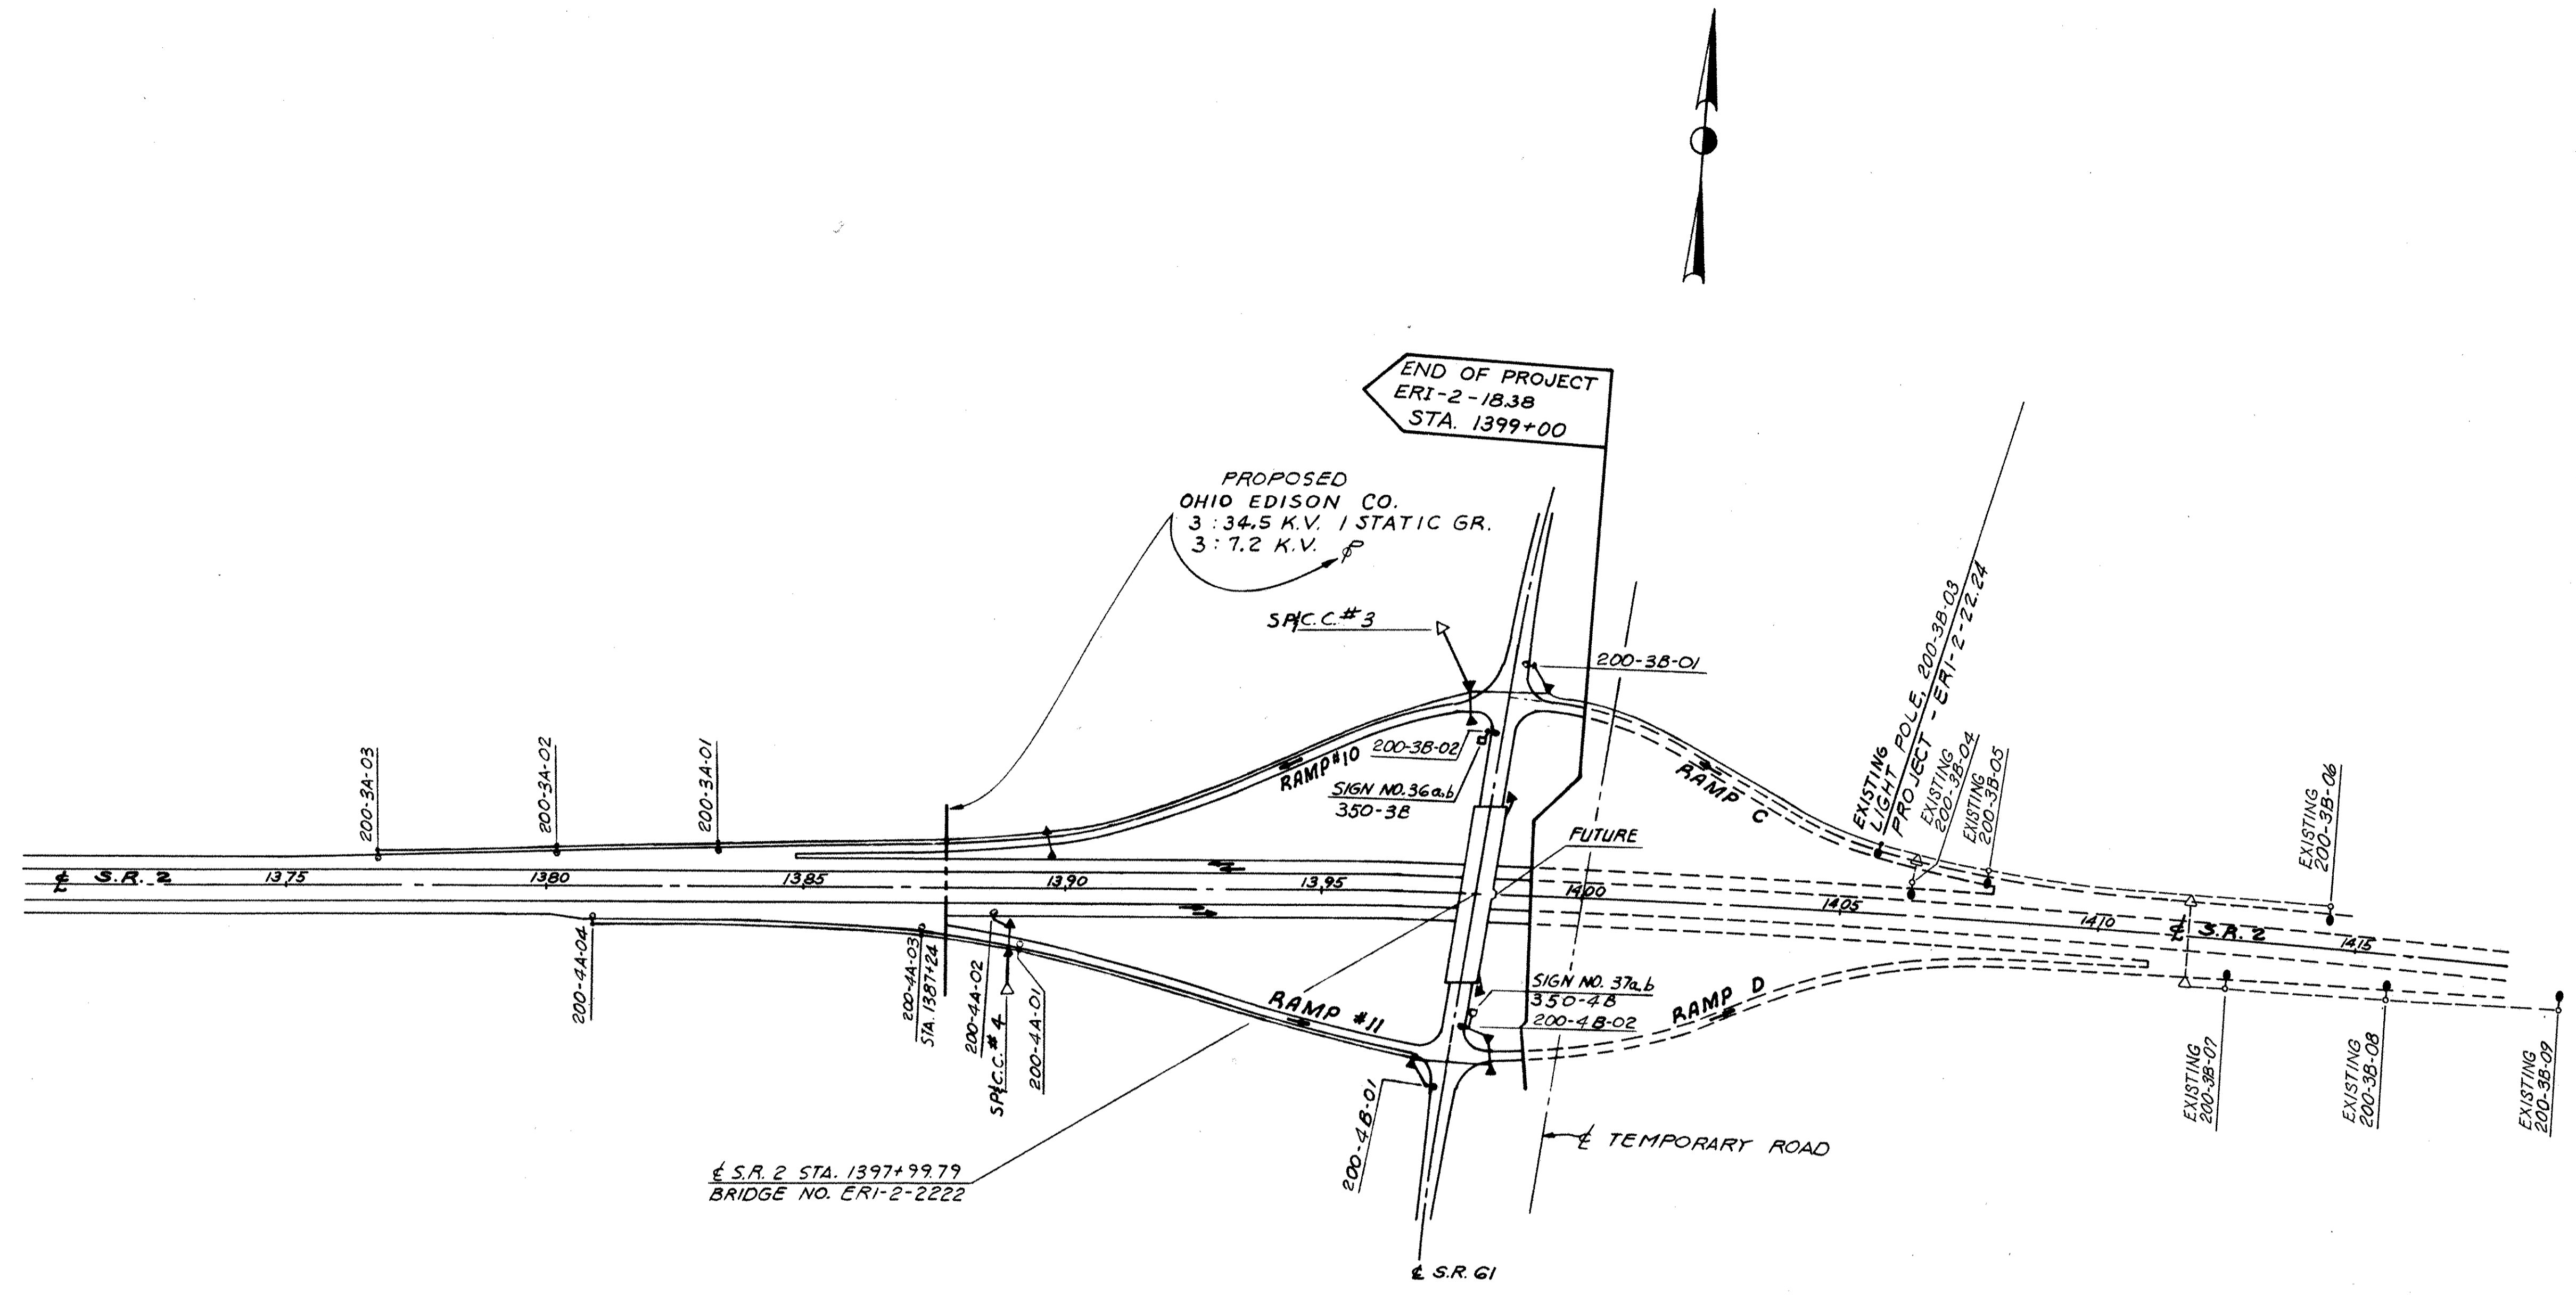 END OF PROJECT
ERI-2-18.38
STA. 1399+00
PROPOSED
OHIO EDISON CO.
3 : 34.5 K.V. 1 STATIC GR.
3 : 7.2 K.V.
SP&C.C. #3
200-3B-01
200-3B-02
RAMP #10
SIGN NO. 36a,b
350-3B
RAMP C
EXISTING
LIGHT POLE, 200-3B-03
PROJECT - ERI-2-22.24
EXISTING
200-3B-04
EXISTING
200-3B-05
EXISTING
200-3B-06
200-3A-03
200-3A-02
200-3A-01
FUTURE
℄ S.R. 2
1375
1380
1385
1390
1395
1400
1405
1410
℄ S.R. 2
1415
200-4A-04
200-4A-03
STA. 1387+24
200-4A-02
SP&C.C. #4
200-4A-01
RAMP #11
SIGN NO. 37a,b
350-4B
200-4B-02
RAMP D
200-4B-01
EXISTING
200-3B-07
EXISTING
200-3B-08
EXISTING
200-3B-09
℄ TEMPORARY ROAD
℄ S.R. 2 STA. 1397+99.79
BRIDGE NO. ERI-2-2222
℄ S.R. 61